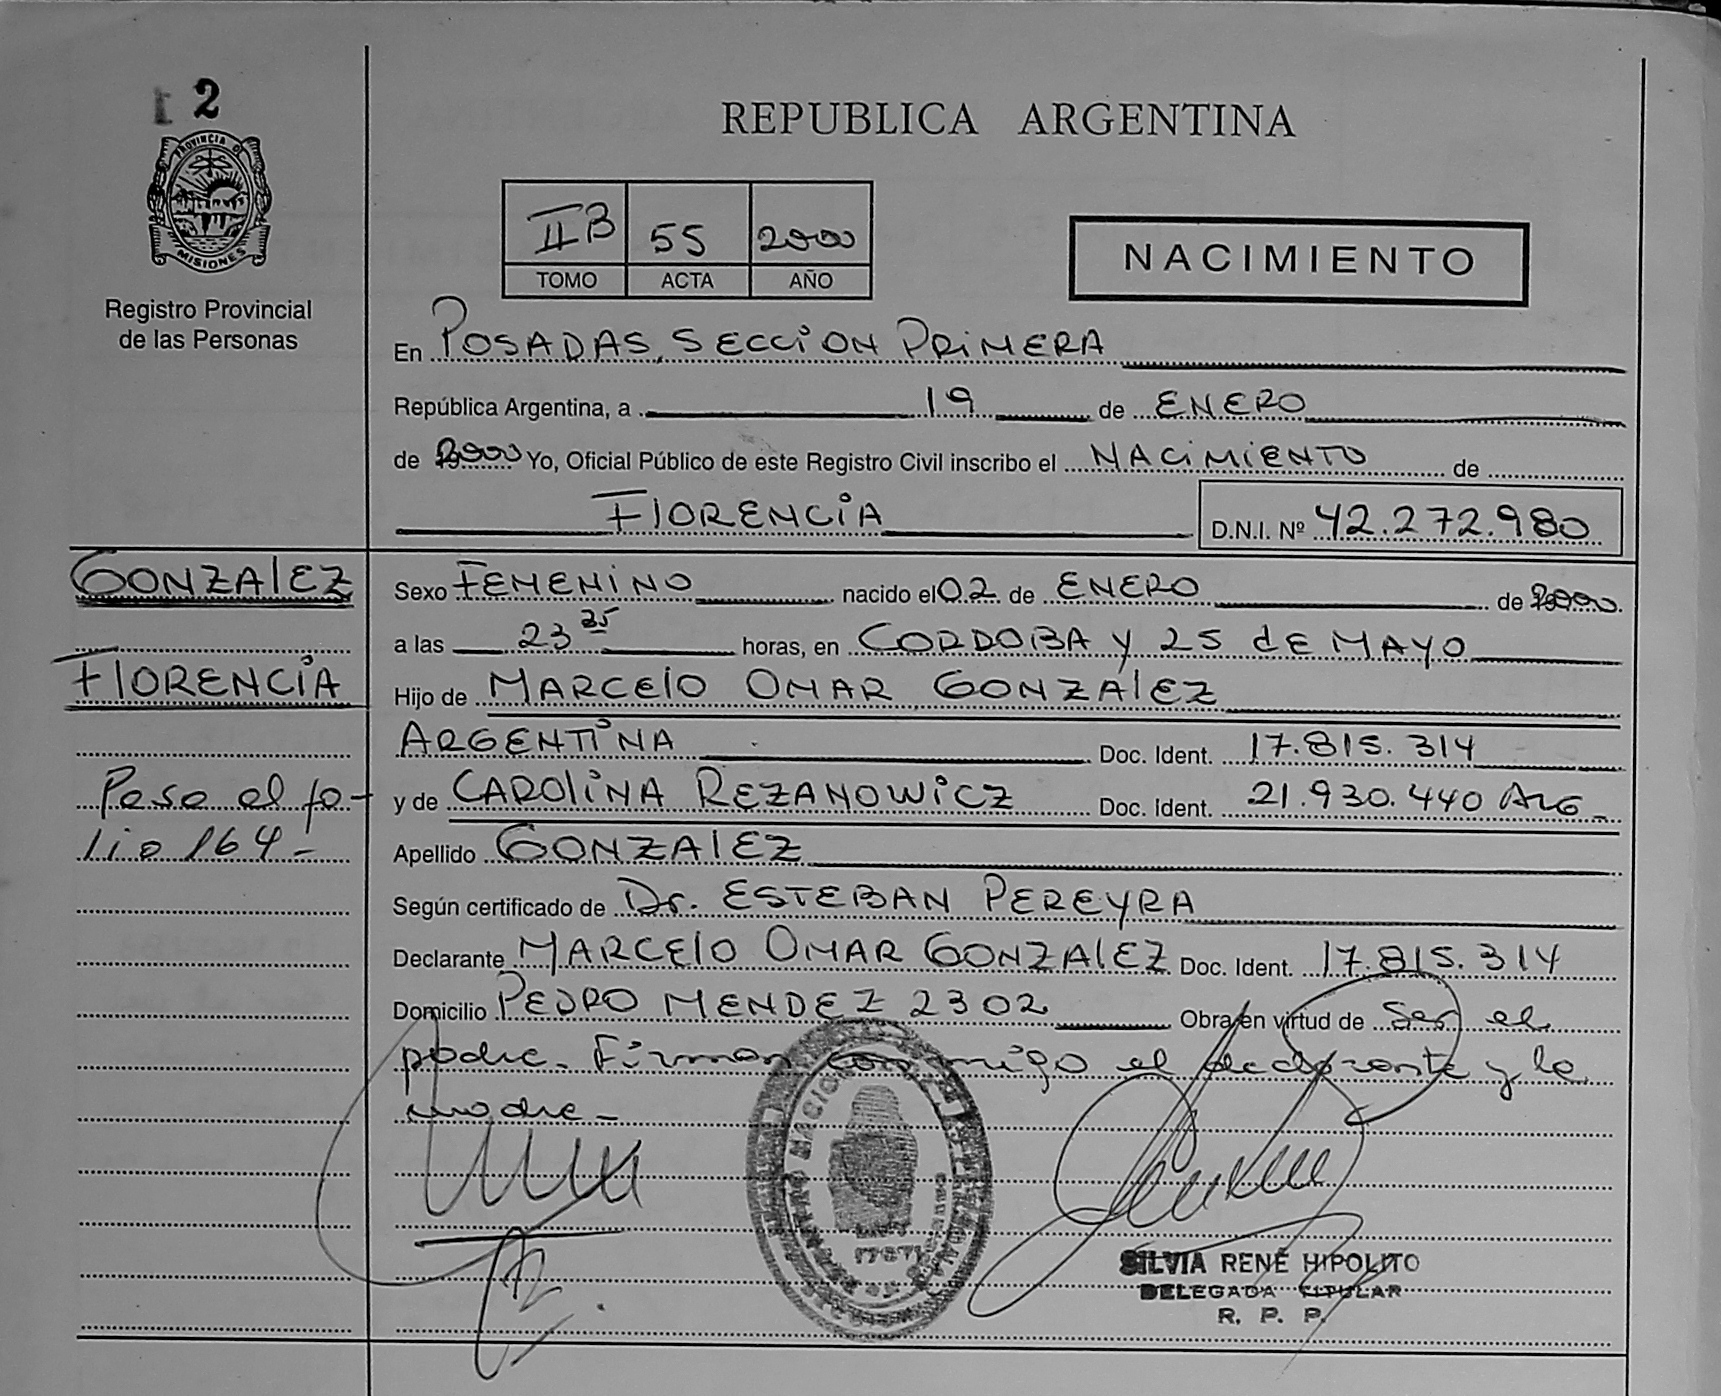 2
PROVINCIA DE
MISIONES
Registro Provincial
de las Personas
REPUBLICA ARGENTINA
II B 55 2000
TOMO ACTA AÑO
NACIMIENTO
En POSADAS, SECCION PRIMERA
República Argentina, a 19 de ENERO
de 2000 Yo, Oficial Público de este Registro Civil inscribo el NACIMIENTO de
FLORENCIA D.N.I. Nº 42.272.980
GONZALEZ
FLORENCIA
Pasa al fo-
lio 164-
Sexo FEMENINO nacido el 02 de ENERO de 2000.
a las 23 horas, en CORDOBA y 25 de MAYO
Hijo de MARCELO OMAR GONZALEZ
ARGENTINA Doc. Ident. 17.815.314
y de CAROLINA REZANOWICZ Doc. Ident. 21.930.440 ARG
Apellido GONZALEZ
Según certificado de Dr. ESTEBAN PEREYRA
Declarante MARCELO OMAR GONZALEZ Doc. Ident. 17.815.314
Domicilio PEDRO MENDEZ 2302 Obra en virtud de ser el
padre. Firman conmigo el declarante y la
madre-
SILVIA RENÉ HIPOLITO
DELEGADA TITULAR
R. P. P.